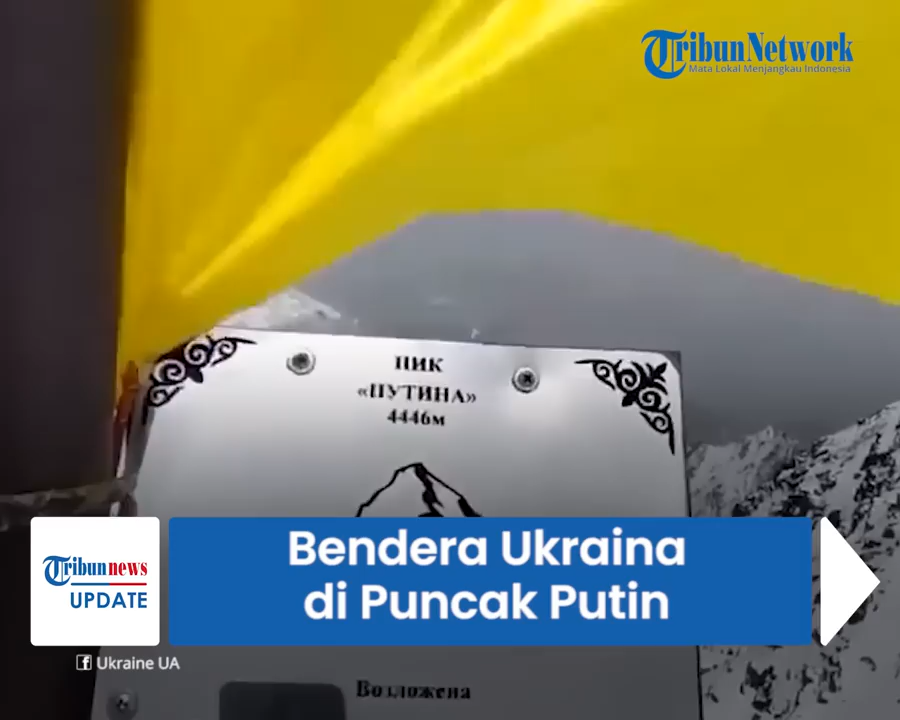 TribunNetwork
Mata Lokal Menjangkau Indonesia
ПИК
«ПУТИНА»
4446м
Bendera Ukraina
di Puncak Putin
Tribunnews
UPDATE
Ukraine UA
Возложена